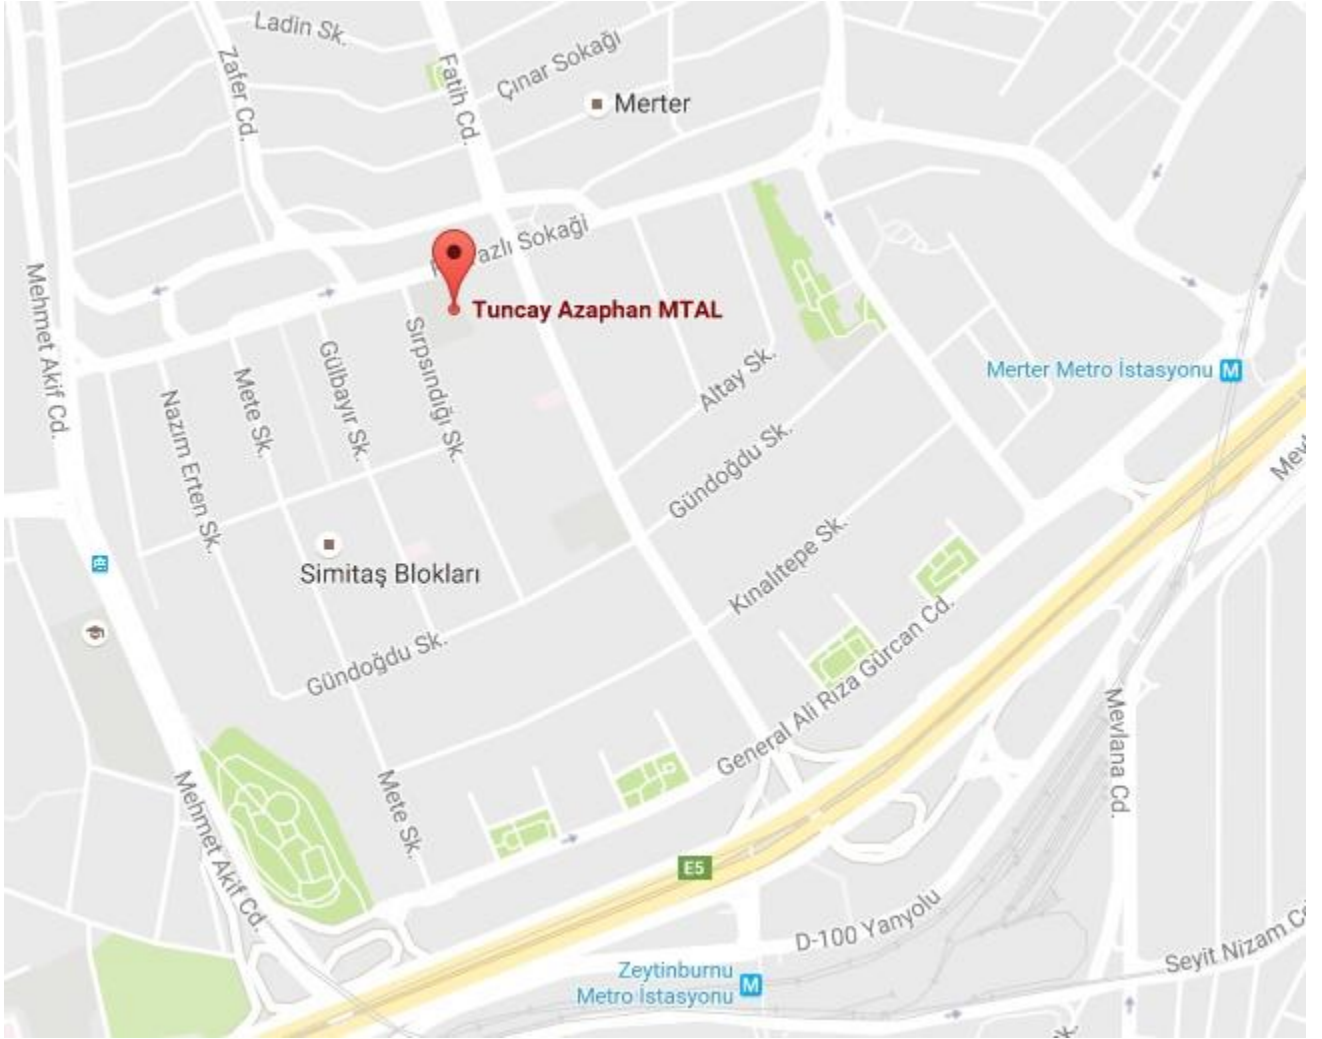 Ladin Sk.
Zafer Cd.
Fatih Cd.
Çınar Sokağı
Merter
azlı Sokaği
Tuncay Azaphan MTAL
Mehmet Akif Cd.
Nazım Erten Sk.
Mete Sk.
Gülbayır Sk.
Sırpsındığı Sk.
Altay Sk.
Merter Metro İstasyonu M
Gündoğdu Sk.
Simitaş Blokları
Kınalıtepe Sk.
Gündoğdu Sk.
General Ali Rıza Gürcan Cd.
Mevlana Cd.
Mete Sk.
Mehmet Akif Cd.
E5
D-100 Yanyolu
Seyit Nizam C
Zeytinburnu
Metro İstasyonu M